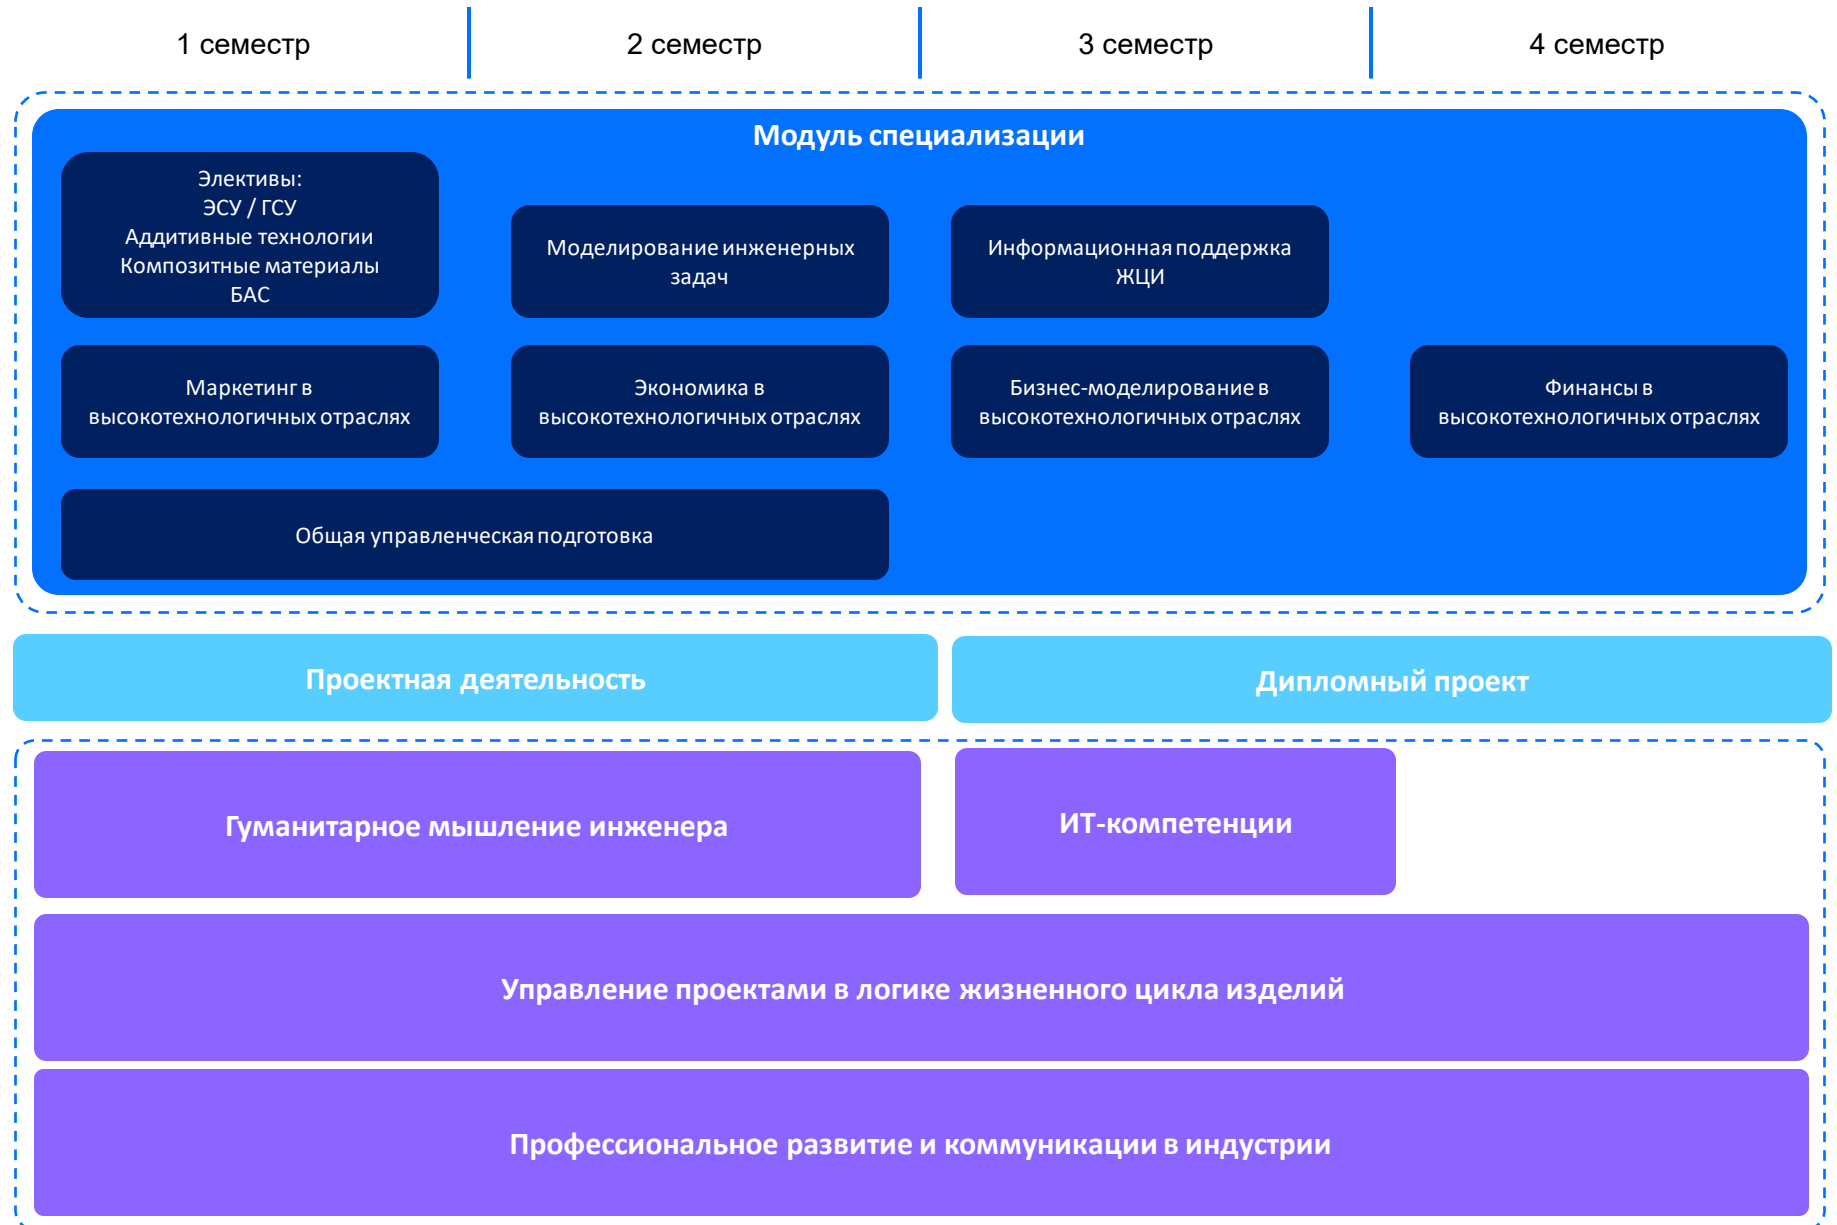 1 семестр
2 семестр
3 семестр
4 семестр
Модуль специализации
Элективы:
ЭСУ / ГСУ
Аддитивные технологии
Композитные материалы
БАС
Моделирование инженерных
задач
Информационная поддержка
ЖЦИ
Маркетинг в
высокотехнологичных отраслях
Экономика в
высокотехнологичных отраслях
Бизнес-моделирование в
высокотехнологичных отраслях
Финансы в
высокотехнологичных отраслях
Общая управленческая подготовка
Проектная деятельность
Дипломный проект
Гуманитарное мышление инженера
ИТ-компетенции
Управление проектами в логике жизненного цикла изделий
Профессиональное развитие и коммуникации в индустрии